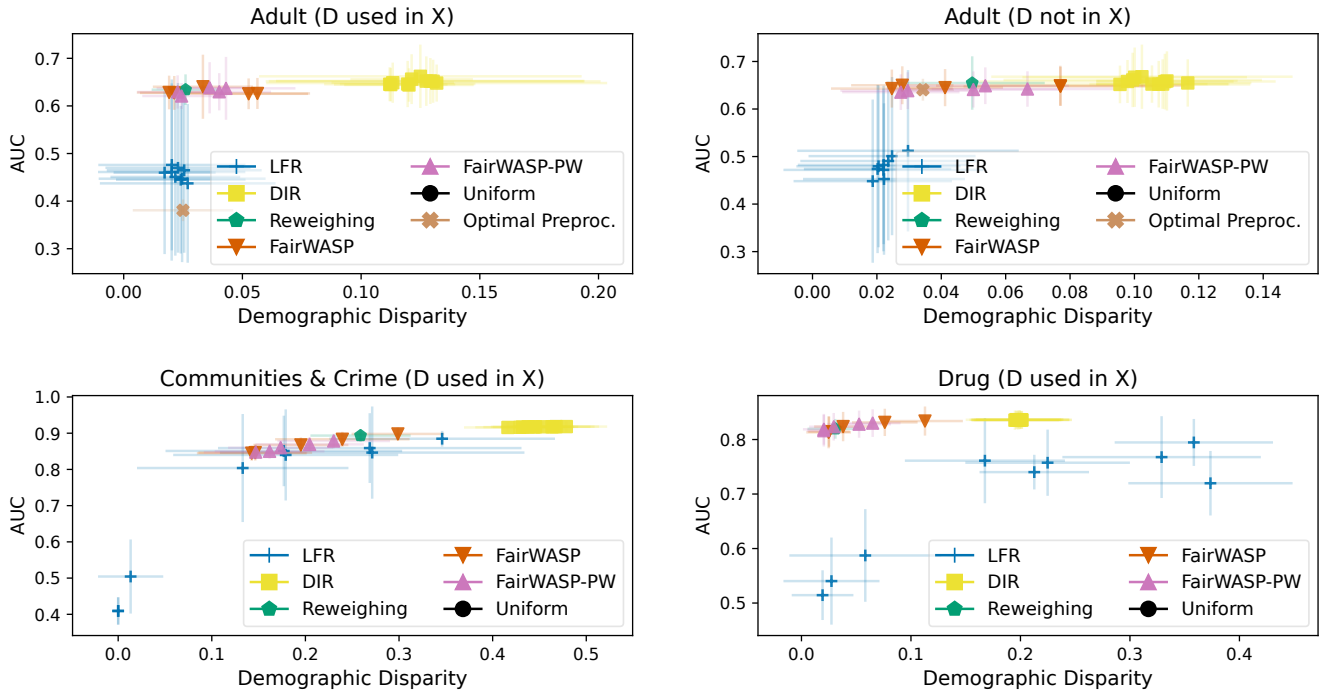 Adult (D used in X)
0.7
0.6
0.5
0.4
0.3
AUC
LFR
DIR
Reweighing
FairWASP
FairWASP-PW
Uniform
Optimal Preproc.
0.00 0.05 0.10 0.15 0.20
Demographic Disparity
Adult (D not in X)
0.7
0.6
0.5
0.4
0.3
AUC
LFR
DIR
Reweighing
FairWASP
FairWASP-PW
Uniform
Optimal Preproc.
0.00 0.02 0.04 0.06 0.08 0.10 0.12 0.14
Demographic Disparity
Communities & Crime (D used in X)
1.0
0.9
0.8
0.7
0.6
0.5
0.4
AUC
LFR
DIR
Reweighing
FairWASP
FairWASP-PW
Uniform
0.0 0.1 0.2 0.3 0.4 0.5
Demographic Disparity
Drug (D used in X)
0.8
0.7
0.6
0.5
AUC
LFR
DIR
Reweighing
FairWASP
FairWASP-PW
Uniform
0.0 0.1 0.2 0.3 0.4
Demographic Disparity